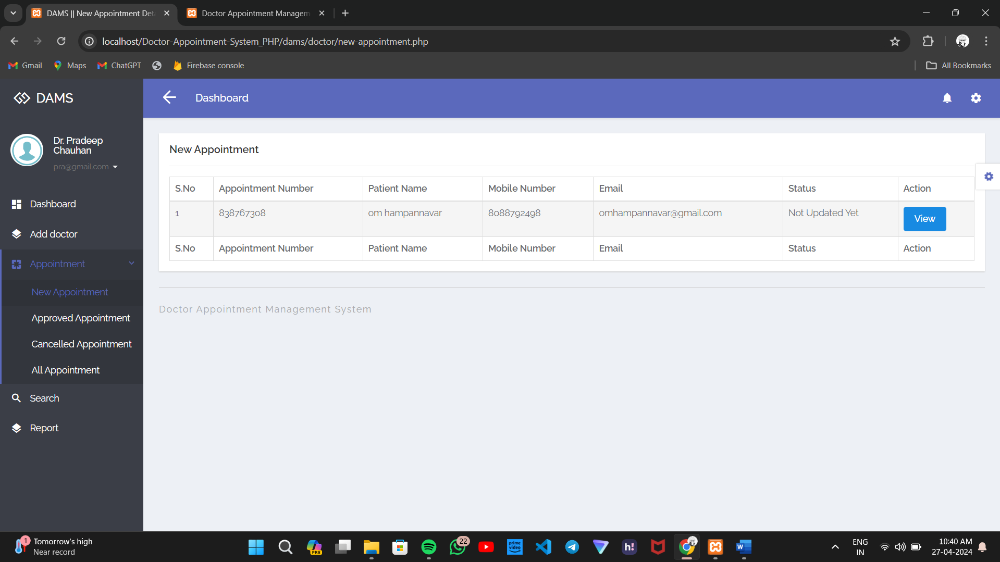 DAMS || New Appointment Deta
Doctor Appointment Managem
localhost/Doctor-Appointment-System_PHP/dams/doctor/new-appointment.php
Gmail
Maps
ChatGPT
Firebase console
All Bookmarks
DAMS
Dashboard
Dr. Pradeep
Chauhan
pra@gmail.com
Dashboard
Add doctor
Appointment
New Appointment
Approved Appointment
Cancelled Appointment
All Appointment
Search
Report
New Appointment
S.No Appointment Number Patient Name Mobile Number Email Status Action
1 838767308 om hampannavar 8088792498 omhampannavar@gmail.com Not Updated Yet View
S.No Appointment Number Patient Name Mobile Number Email Status Action
Doctor Appointment Management System
1
Tomorrow's high
Near record
PRE
22
prime
video
h!
W
ENG
IN
10:40 AM
27-04-2024